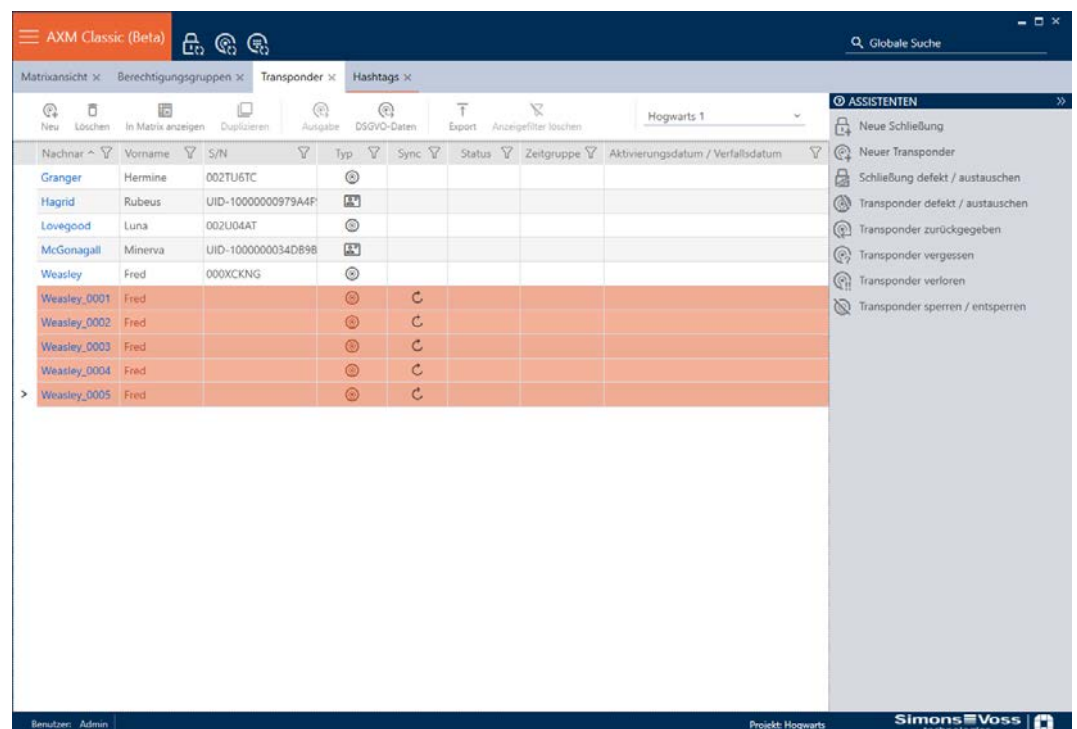 AXM Classic (Beta)
Globale Suche
Matrixansicht × Berechtigungsgruppen × Transponder × Hashtags ×
Neu Löschen In Matrix anzeigen Duplizieren Ausgabe DSGVO-Daten Export Anzeigefilter löschen Hogwarts 1
Nachnar Vorname S/N Typ Sync Status Zeitgruppe Aktivierungsdatum / Verfallsdatum
Granger Hermine 002TU6TC
Hagrid Rubeus UID-10000000979A4F
Lovegood Luna 002U04AT
McGonagall Minerva UID-1000000034DB9B
Weasley Fred 000XCKNG
Weasley_0001 Fred
Weasley_0002 Fred
Weasley_0003 Fred
Weasley_0004 Fred
Weasley_0005 Fred
ASSISTENTEN
Neue Schließung
Neuer Transponder
Schließung defekt / austauschen
Transponder defekt / austauschen
Transponder zurückgegeben
Transponder vergessen
Transponder verloren
Transponder sperren / entsperren
Benutzer: Admin
Projekt: Hogwarts
SimonsVoss